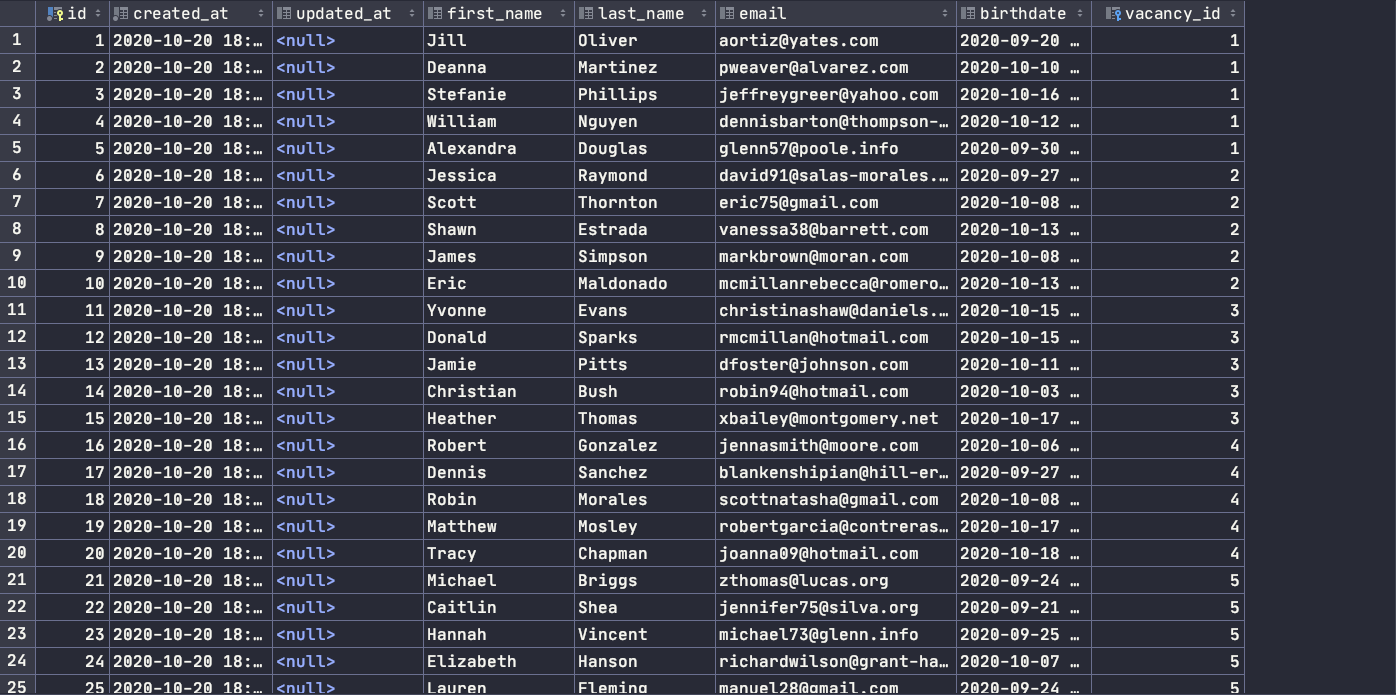 id created_at updated_at first_name last_name email birthdate vacancy_id
1 1 2020-10-20 18:… <null> Jill Oliver aortiz@yates.com 2020-09-20 … 1
2 2 2020-10-20 18:… <null> Deanna Martinez pweaver@alvarez.com 2020-10-10 … 1
3 3 2020-10-20 18:… <null> Stefanie Phillips jeffreygreer@yahoo.com 2020-10-16 … 1
4 4 2020-10-20 18:… <null> William Nguyen dennisbarton@thompson-… 2020-10-12 … 1
5 5 2020-10-20 18:… <null> Alexandra Douglas glenn57@poole.info 2020-09-30 … 1
6 6 2020-10-20 18:… <null> Jessica Raymond david91@salas-morales.… 2020-09-27 … 2
7 7 2020-10-20 18:… <null> Scott Thornton eric75@gmail.com 2020-10-08 … 2
8 8 2020-10-20 18:… <null> Shawn Estrada vanessa38@barrett.com 2020-10-13 … 2
9 9 2020-10-20 18:… <null> James Simpson markbrown@moran.com 2020-10-08 … 2
10 10 2020-10-20 18:… <null> Eric Maldonado mcmillanrebecca@romero… 2020-10-13 … 2
11 11 2020-10-20 18:… <null> Yvonne Evans christinashaw@daniels.… 2020-10-15 … 3
12 12 2020-10-20 18:… <null> Donald Sparks rmcmillan@hotmail.com 2020-10-15 … 3
13 13 2020-10-20 18:… <null> Jamie Pitts dfoster@johnson.com 2020-10-11 … 3
14 14 2020-10-20 18:… <null> Christian Bush robin94@hotmail.com 2020-10-03 … 3
15 15 2020-10-20 18:… <null> Heather Thomas xbailey@montgomery.net 2020-10-17 … 3
16 16 2020-10-20 18:… <null> Robert Gonzalez jennasmith@moore.com 2020-10-06 … 4
17 17 2020-10-20 18:… <null> Dennis Sanchez blankenshipian@hill-er… 2020-09-27 … 4
18 18 2020-10-20 18:… <null> Robin Morales scottnatasha@gmail.com 2020-10-08 … 4
19 19 2020-10-20 18:… <null> Matthew Mosley robertgarcia@contreras… 2020-10-17 … 4
20 20 2020-10-20 18:… <null> Tracy Chapman joanna09@hotmail.com 2020-10-18 … 4
21 21 2020-10-20 18:… <null> Michael Briggs zthomas@lucas.org 2020-09-24 … 5
22 22 2020-10-20 18:… <null> Caitlin Shea jennifer75@silva.org 2020-09-21 … 5
23 23 2020-10-20 18:… <null> Hannah Vincent michael73@glenn.info 2020-09-25 … 5
24 24 2020-10-20 18:… <null> Elizabeth Hanson richardwilson@grant-ha… 2020-10-07 … 5
25 25 2020-10-20 18:… <null> Lauren Fleming manuel28@gmail.com 2020-09-24 … 5